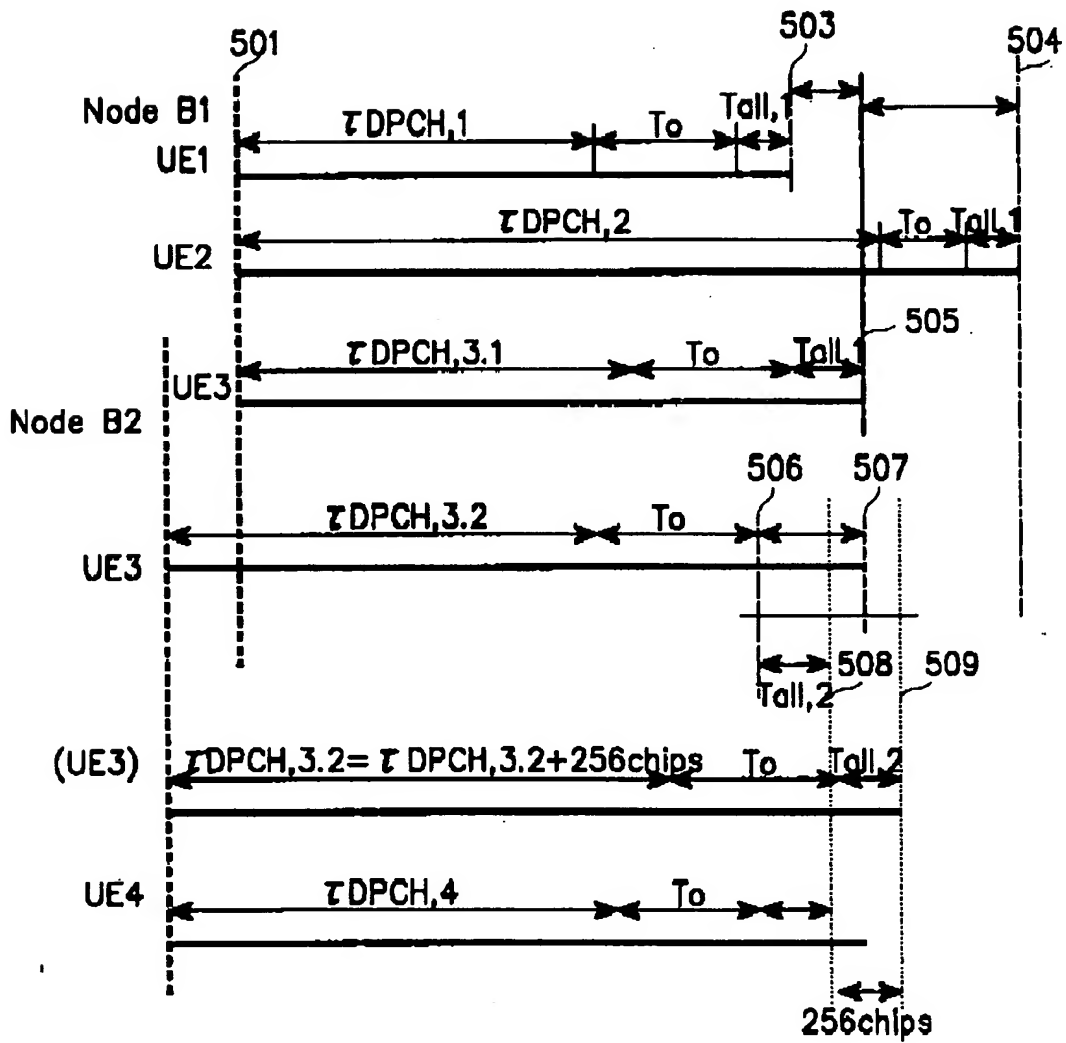 501
503
504
Node B1
τDPCH,1
To
Tall,1
UE1
τDPCH,2
To
Tall,1
UE2
505
τDPCH,3.1
To
Tall,1
UE3
Node B2
506
507
τDPCH,3.2
To
UE3
508
509
Tall,2
(UE3)
τDPCH,3.2= τ DPCH,3.2+256chips
To
Tall,2
UE4
τDPCH,4
To
256chips